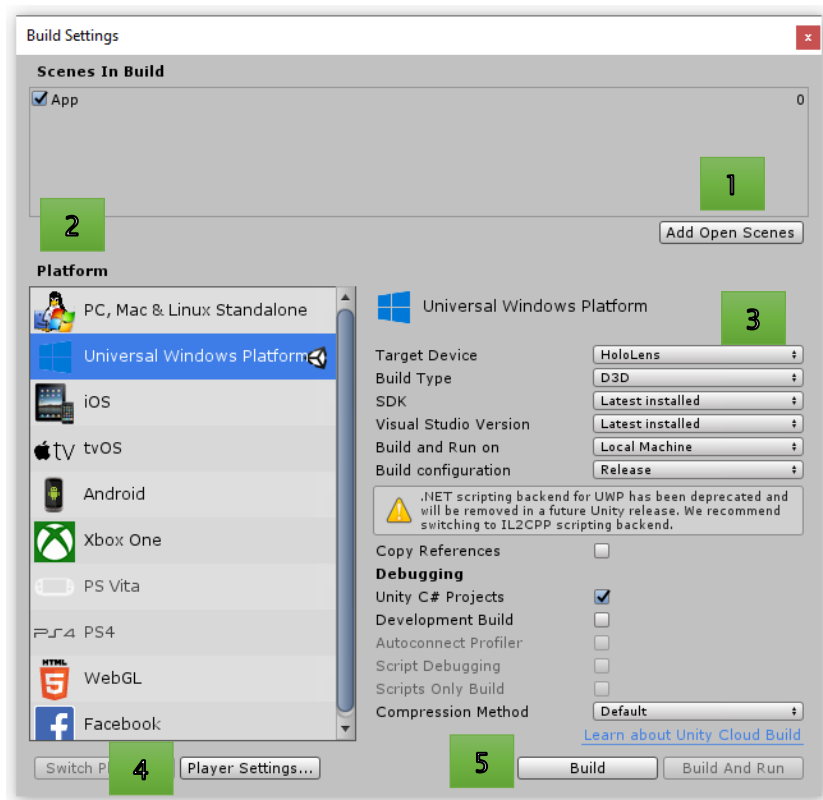 Build Settings
x
Scenes In Build
App 0
1
2
Add Open Scenes
Platform
PC, Mac & Linux Standalone
Universal Windows Platform
iOS
tv tvOS
Android
Xbox One
PS Vita
PS4 PS4
HTML
5 WebGL
f Facebook
Universal Windows Platform
3
Target Device HoloLens
Build Type D3D
SDK Latest installed
Visual Studio Version Latest installed
Build and Run on Local Machine
Build configuration Release
.NET scripting backend for UWP has been deprecated and
will be removed in a future Unity release. We recommend
switching to IL2CPP scripting backend.
Copy References
Debugging
Unity C# Projects
Development Build
Autoconnect Profiler
Script Debugging
Scripts Only Build
Compression Method Default
Learn about Unity Cloud Build
Switch 4 Player Settings... 5 Build Build And Run